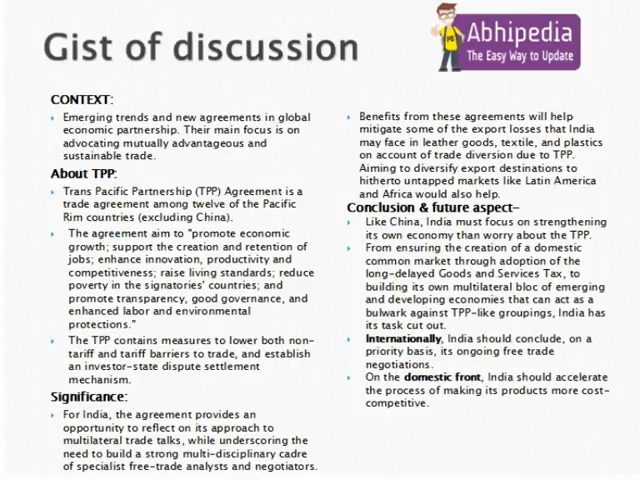 Gist of discussion
Abhipedia
The Easy Way to Update
CONTEXT:
Emerging trends and new agreements in global
economic partnership. Their main focus is on
advocating mutually advantageous and
sustainable trade.
About TPP:
Trans Pacific Partnership (TPP) Agreement is a
trade agreement among twelve of the Pacific
Rim countries (excluding China).
The agreement aim to "promote economic
growth; support the creation and retention of
jobs; enhance innovation, productivity and
competitiveness; raise living standards; reduce
poverty in the signatories' countries; and
promote transparency, good governance, and
enhanced labor and environmental
protections."
The TPP contains measures to lower both non-
tariff and tariff barriers to trade, and establish
an investor-state dispute settlement
mechanism.
Significance:
For India, the agreement provides an
opportunity to reflect on its approach to
multilateral trade talks, while underscoring the
need to build a strong multi-disciplinary cadre
of specialist free-trade analysts and negotiators.
Benefits from these agreements will help
mitigate some of the export losses that India
may face in leather goods, textile, and plastics
on account of trade diversion due to TPP.
Aiming to diversify export destinations to
hitherto untapped markets like Latin America
and Africa would also help.
Conclusion & future aspect-
Like China, India must focus on strengthening
its own economy than worry about the TPP.
From ensuring the creation of a domestic
common market through adoption of the
long-delayed Goods and Services Tax, to
building its own multilateral bloc of emerging
and developing economies that can act as a
bulwark against TPP-like groupings, India has
its task cut out.
Internationally, India should conclude, on a
priority basis, its ongoing free trade
negotiations.
On the domestic front, India should accelerate
the process of making its products more cost-
competitive.